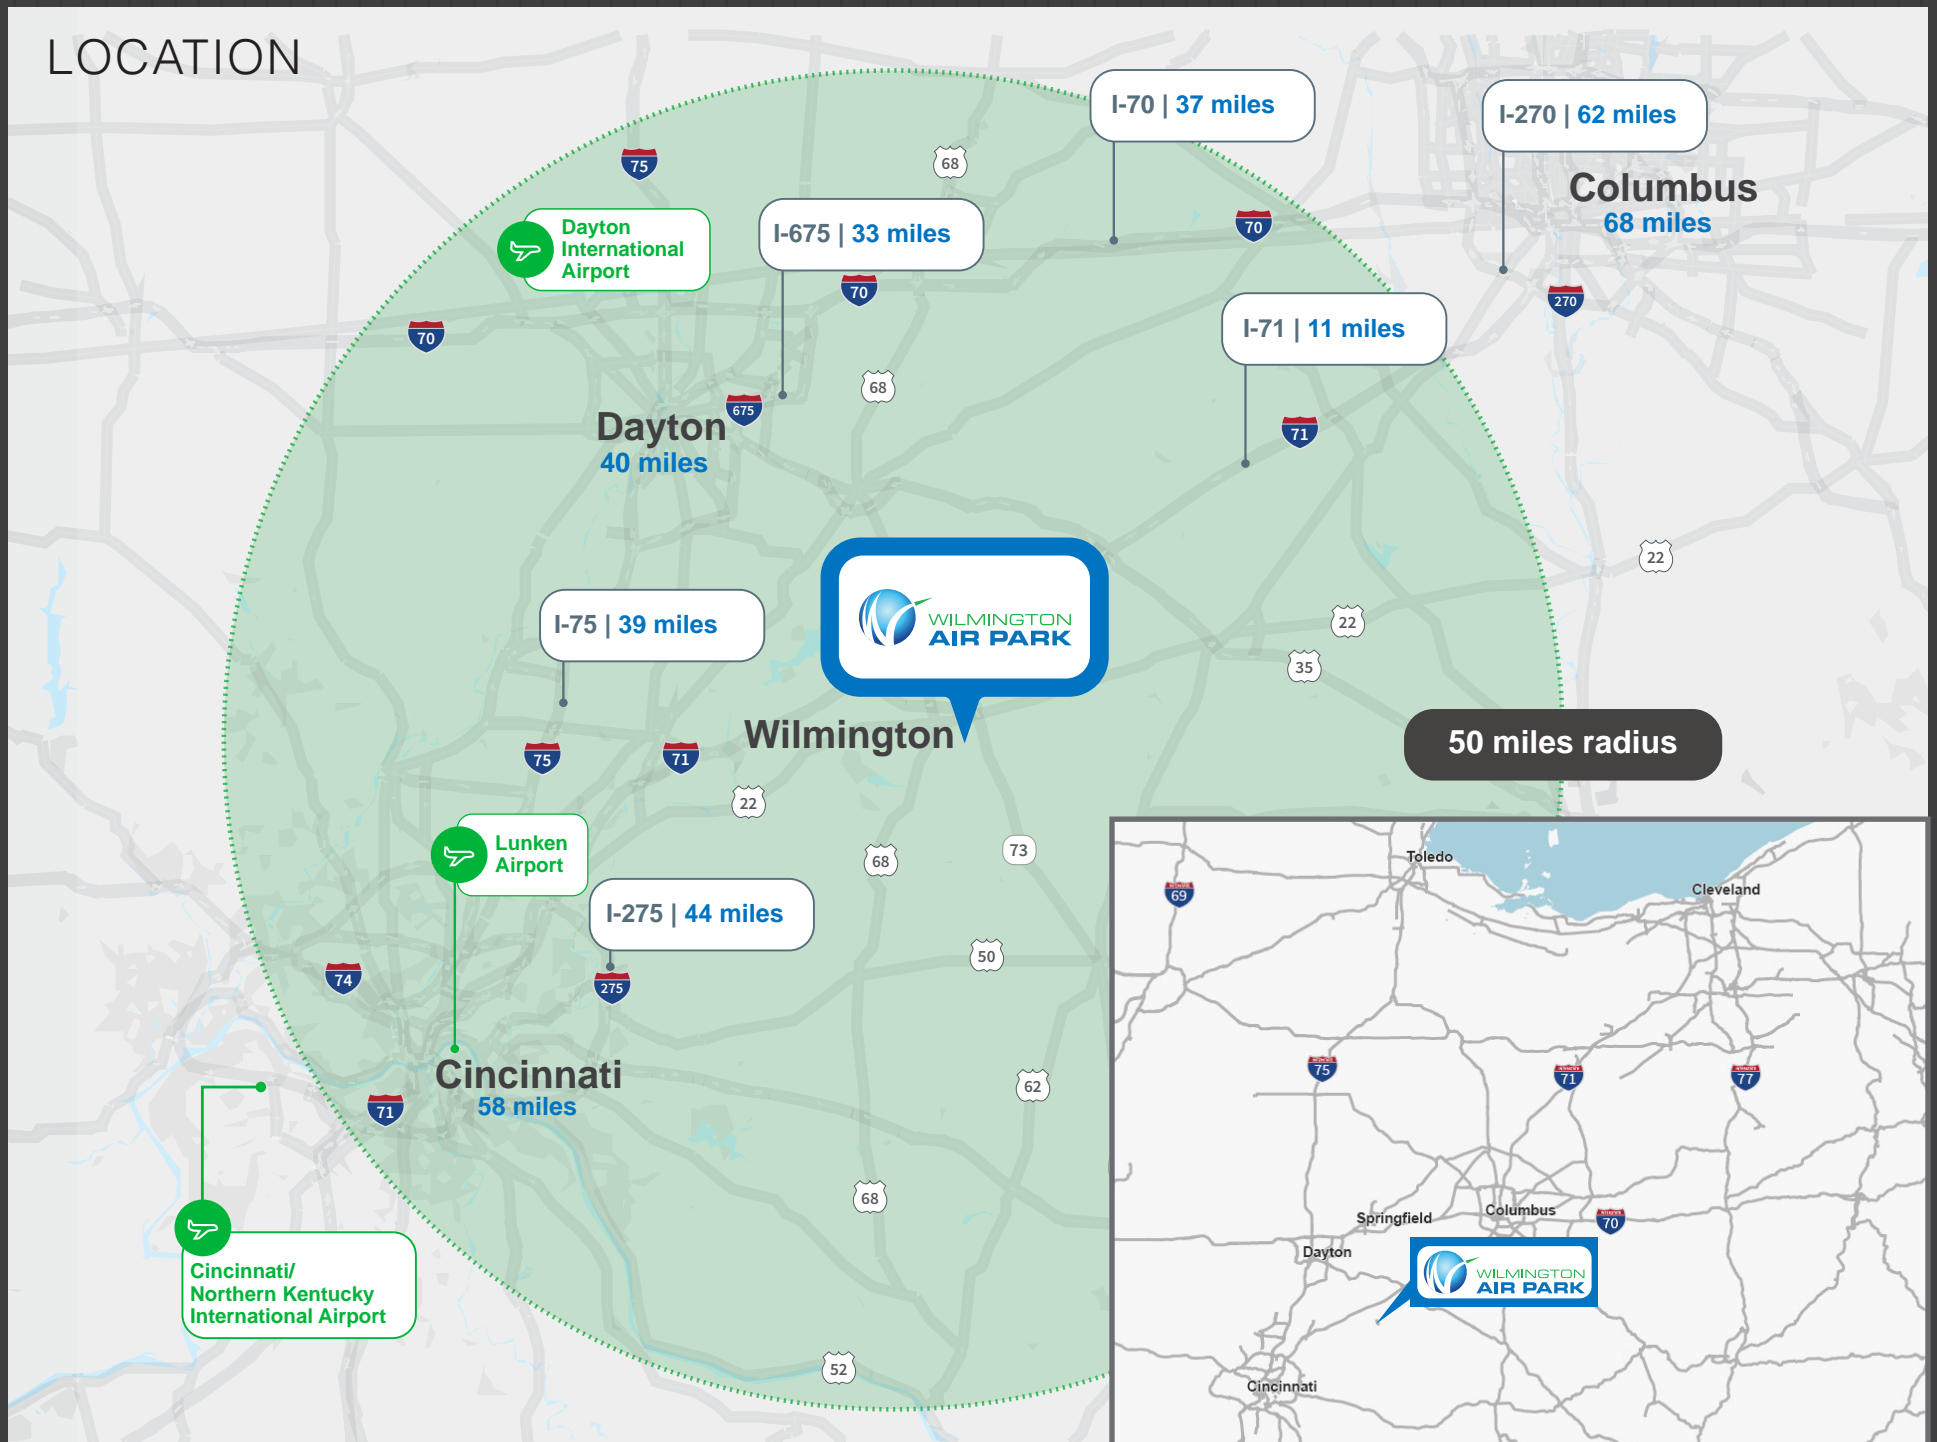 LOCATION
I-70 | 37 miles
I-270 | 62 miles
75
68
Columbus
68 miles
Dayton
International
Airport
I-675 | 33 miles
70
70
270
70
I-71 | 11 miles
68
675
Dayton
40 miles
71
22
WILMINGTON
AIR PARK
I-75 | 39 miles
22
35
Wilmington
50 miles radius
75
71
22
Lunken
Airport
68
73
I-275 | 44 miles
50
74
275
Cincinnati
58 miles
62
71
68
Cincinnati/
Northern Kentucky
International Airport
52
Toledo
Cleveland
69
75
71
77
Springfield
Columbus
70
Dayton
WILMINGTON
AIR PARK
Cincinnati